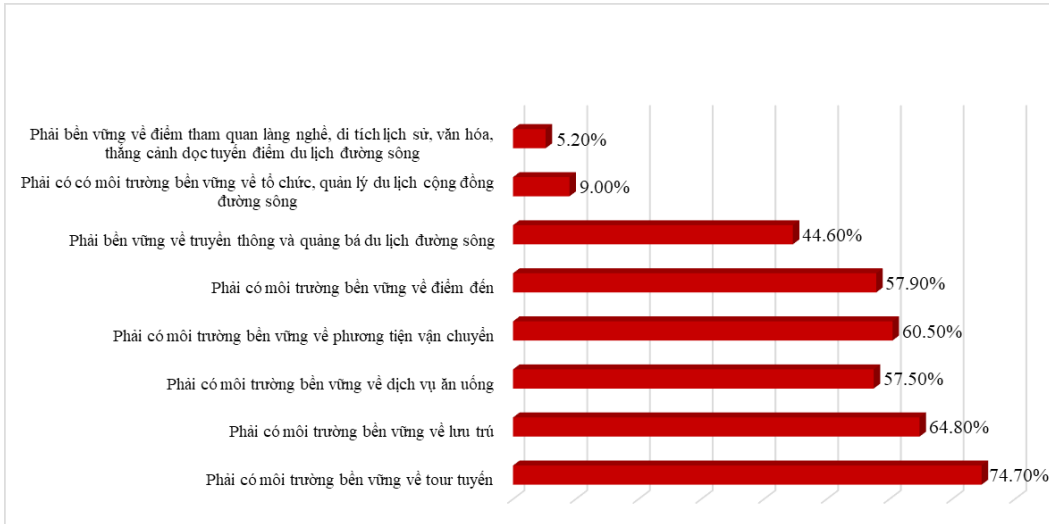 Phải bền vững về điểm tham quan làng nghề, di tích lịch sử, văn hóa,
thắng cảnh dọc tuyến điểm du lịch đường sông
5.20%
Phải có có môi trường bền vững về tổ chức, quản lý du lịch cộng đồng
đường sông
9.00%
Phải bền vững về truyền thông và quảng bá du lịch đường sông
44.60%
Phải có môi trường bền vững về điểm đến
57.90%
Phải có môi trường bền vững về phương tiện vận chuyển
60.50%
Phải có môi trường bền vững về dịch vụ ăn uống
57.50%
Phải có môi trường bền vững về lưu trú
64.80%
Phải có môi trường bền vững về tour tuyến
74.70%